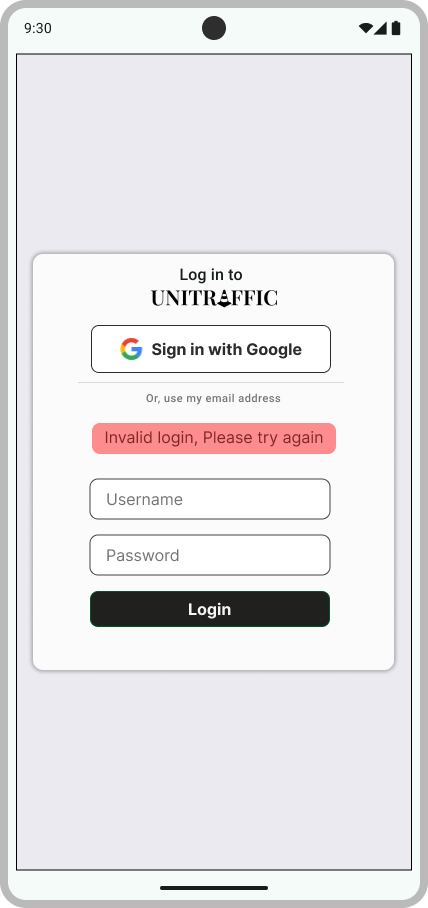 9:30
Log in to
UNITRAFFIC
Sign in with Google
Or, use my email address
Invalid login, Please try again
Username
Password
Login